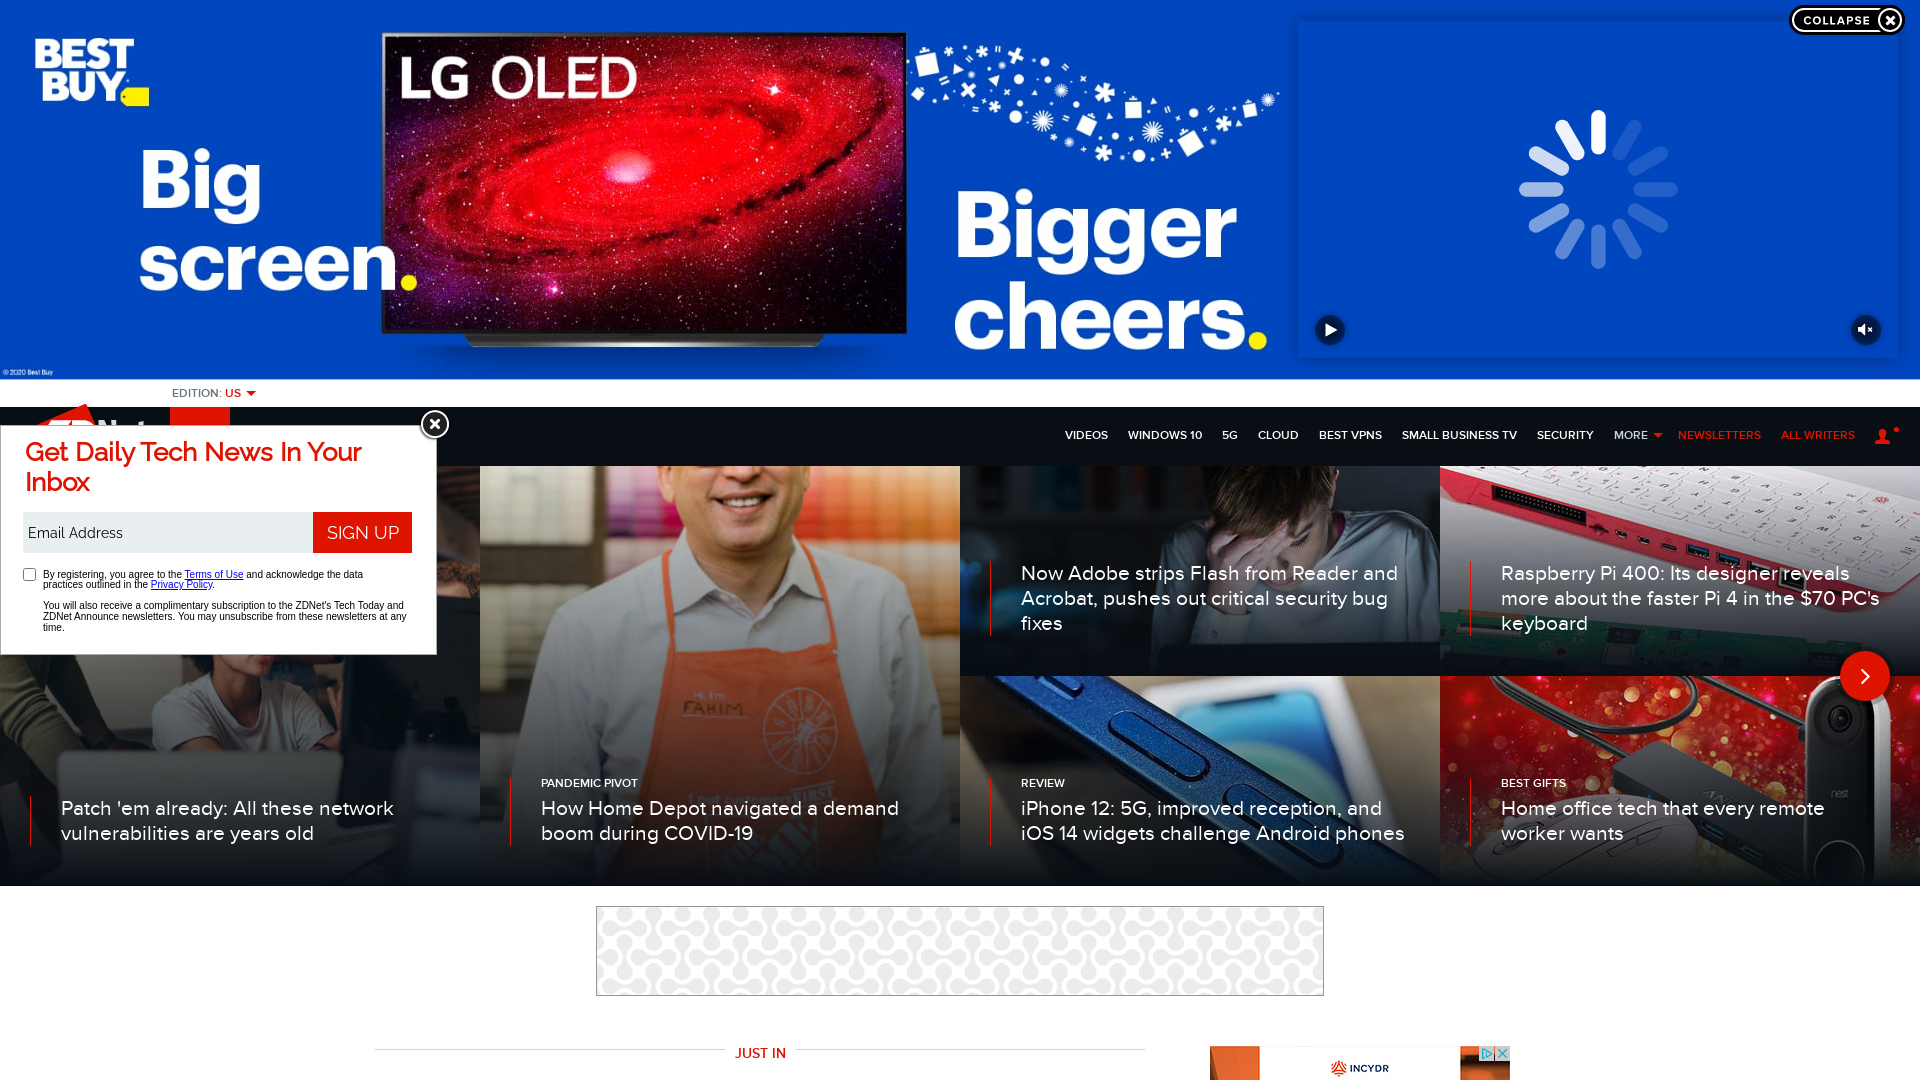 COLLAPSE
BEST
BUY
LG OLED
Big
screen.
Bigger
cheers.
© 2020 Best Buy
EDITION: US
VIDEOS
WINDOWS 10
5G
CLOUD
BEST VPNS
SMALL BUSINESS TV
SECURITY
MORE
NEWSLETTERS
ALL WRITERS
Get Daily Tech News In Your
Inbox
Email Address
SIGN UP
By registering, you agree to the Terms of Use and acknowledge the data
practices outlined in the Privacy Policy.
You will also receive a complimentary subscription to the ZDNet's Tech Today and
ZDNet Announce newsletters. You may unsubscribe from these newsletters at any
time.
Patch 'em already: All these network
vulnerabilities are years old
Hi, I'm
FAHIM
PANDEMIC PIVOT
How Home Depot navigated a demand
boom during COVID-19
Now Adobe strips Flash from Reader and
Acrobat, pushes out critical security bug
fixes
Raspberry Pi 400: Its designer reveals
more about the faster Pi 4 in the $70 PC's
keyboard
REVIEW
iPhone 12: 5G, improved reception, and
iOS 14 widgets challenge Android phones
nest
BEST GIFTS
Home office tech that every remote
worker wants
JUST IN
INCYDR